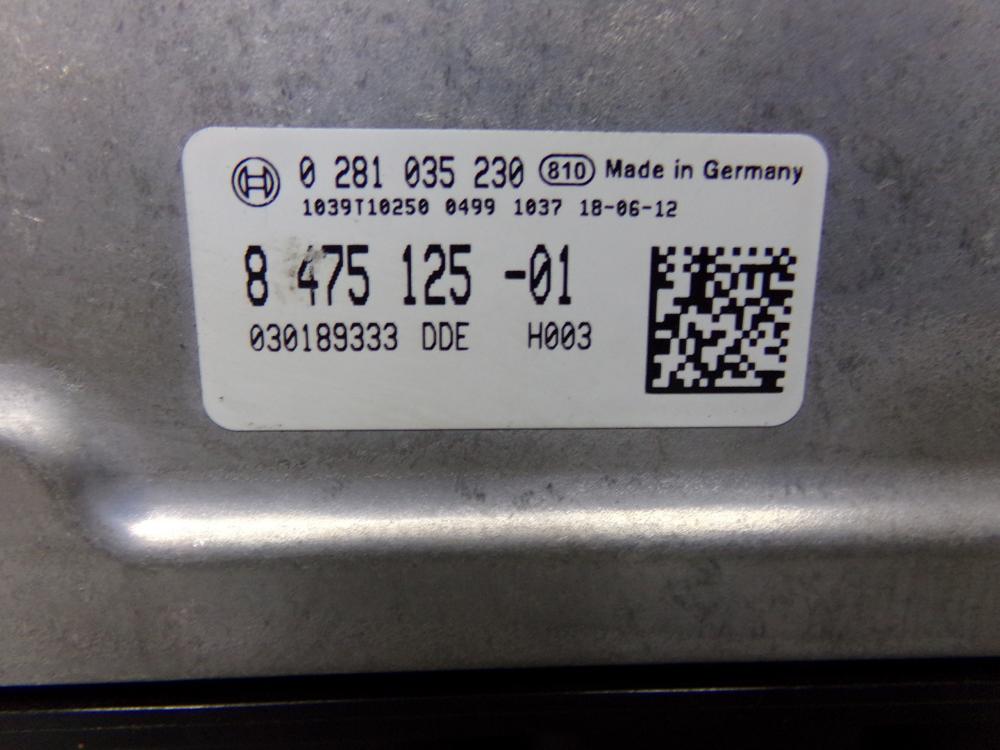 0 281 035 230 810 Made in Germany
1039T10250 0499 1037 18-06-12
8 475 125 -01
030189333 DDE H003